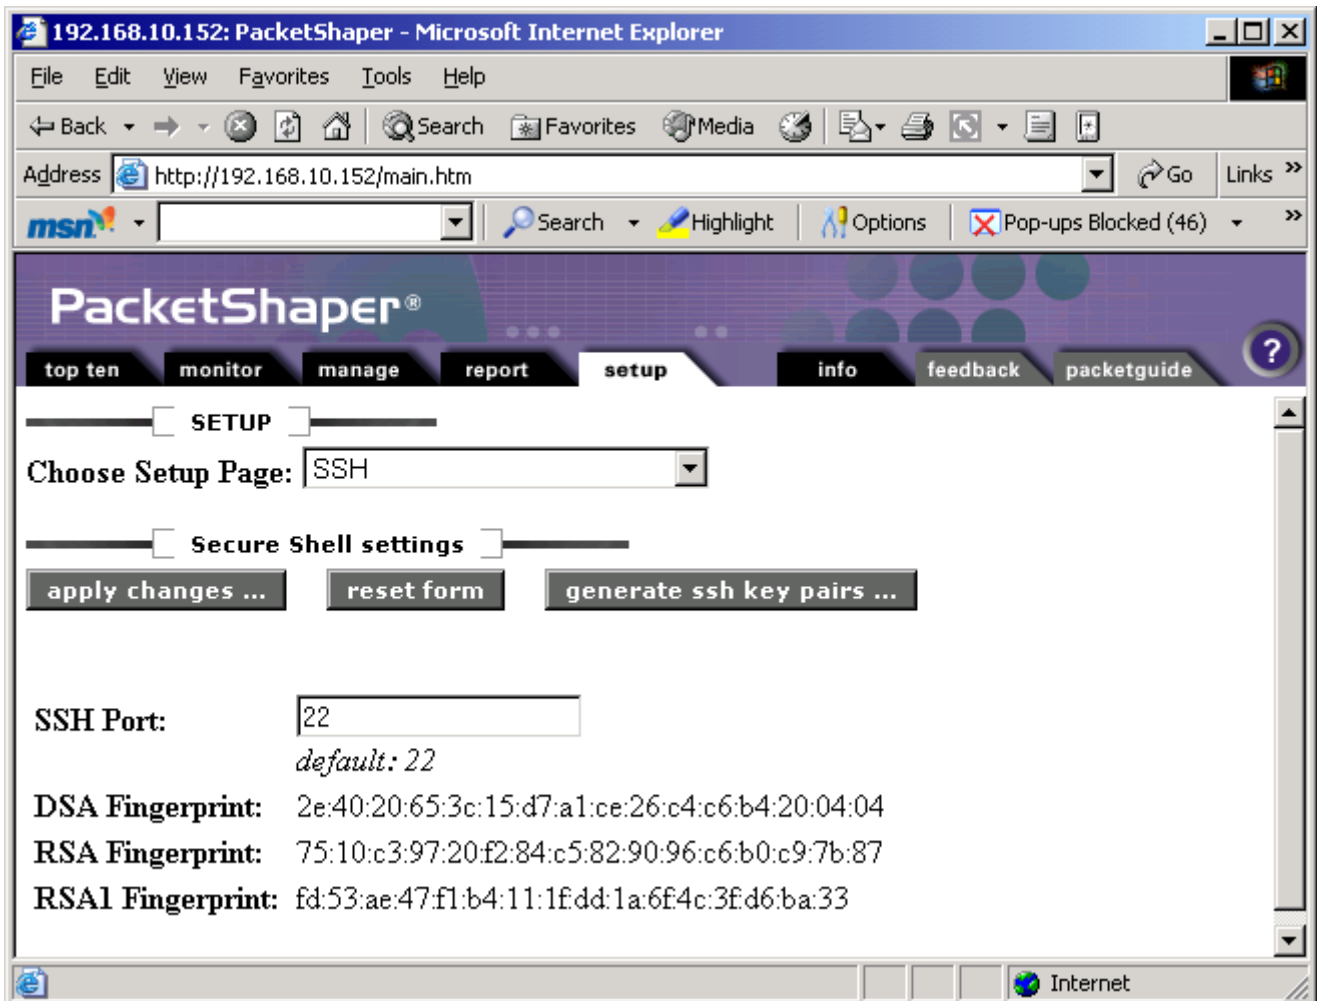 192.168.10.152: PacketShaper - Microsoft Internet Explorer
File Edit View Favorites Tools Help
Back Search Favorites Media
Address http://192.168.10.152/main.htm Go Links »
msn Search Highlight Options Pop-ups Blocked (46) »
PacketShaper®
top ten monitor manage report setup info feedback packetguide ?
SETUP
Choose Setup Page: SSH
Secure Shell settings
apply changes ... reset form generate ssh key pairs ...
SSH Port: 22
default: 22
DSA Fingerprint: 2e:40:20:65:3c:15:d7:a1:ce:26:c4:c6:b4:20:04:04
RSA Fingerprint: 75:10:c3:97:20:f2:84:c5:82:90:96:c6:b0:c9:7b:87
RSA1 Fingerprint: fd:53:ae:47:f1:b4:11:1f:dd:1a:6f:4c:3f:d6:ba:33
Internet